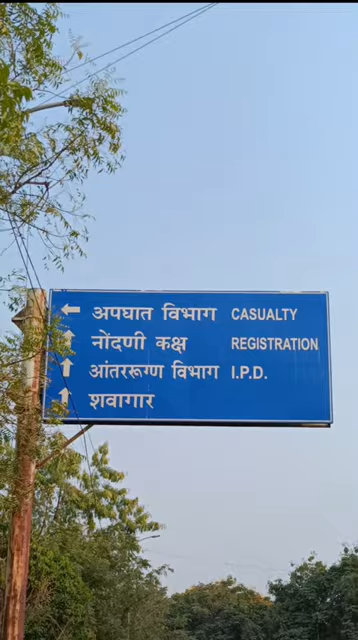 ← अपघात विभाग CASUALTY
↑ नोंदणी कक्ष REGISTRATION
↑ आंतररूग्ण विभाग I.P.D.
↑ शवागार